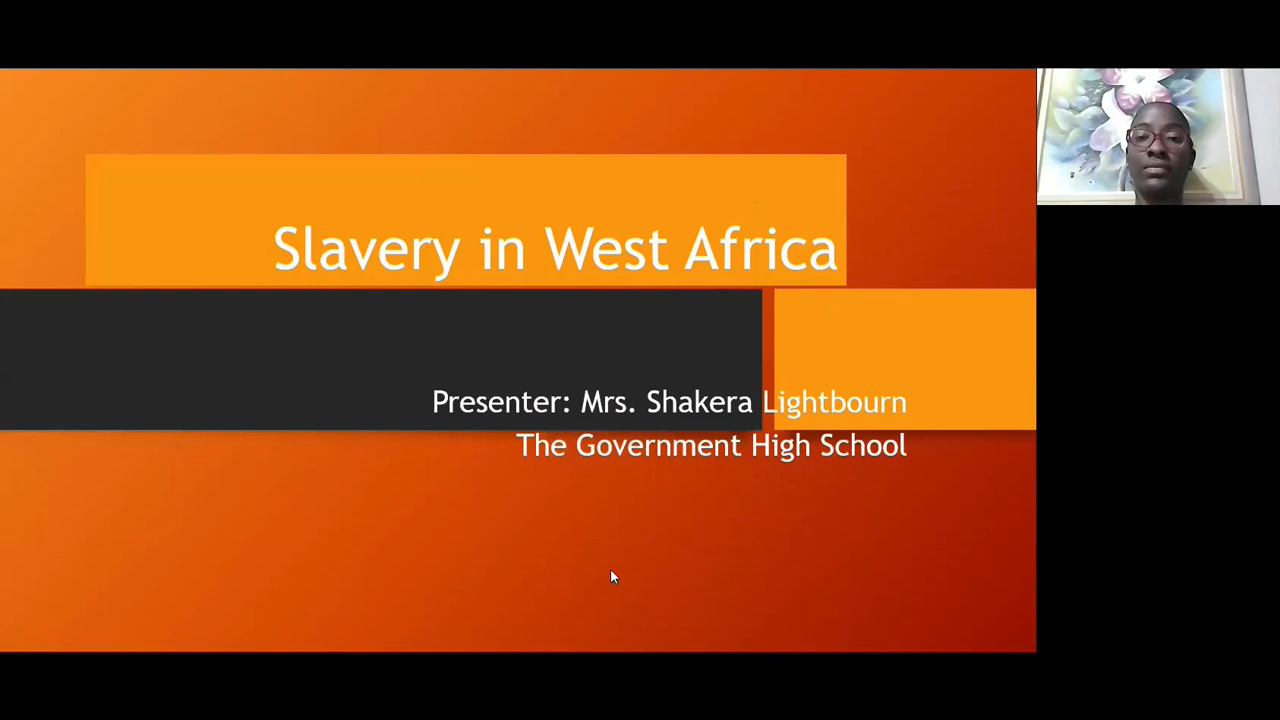 Slavery in West Africa
Presenter: Mrs. Shakera Lightbourn
The Government High School